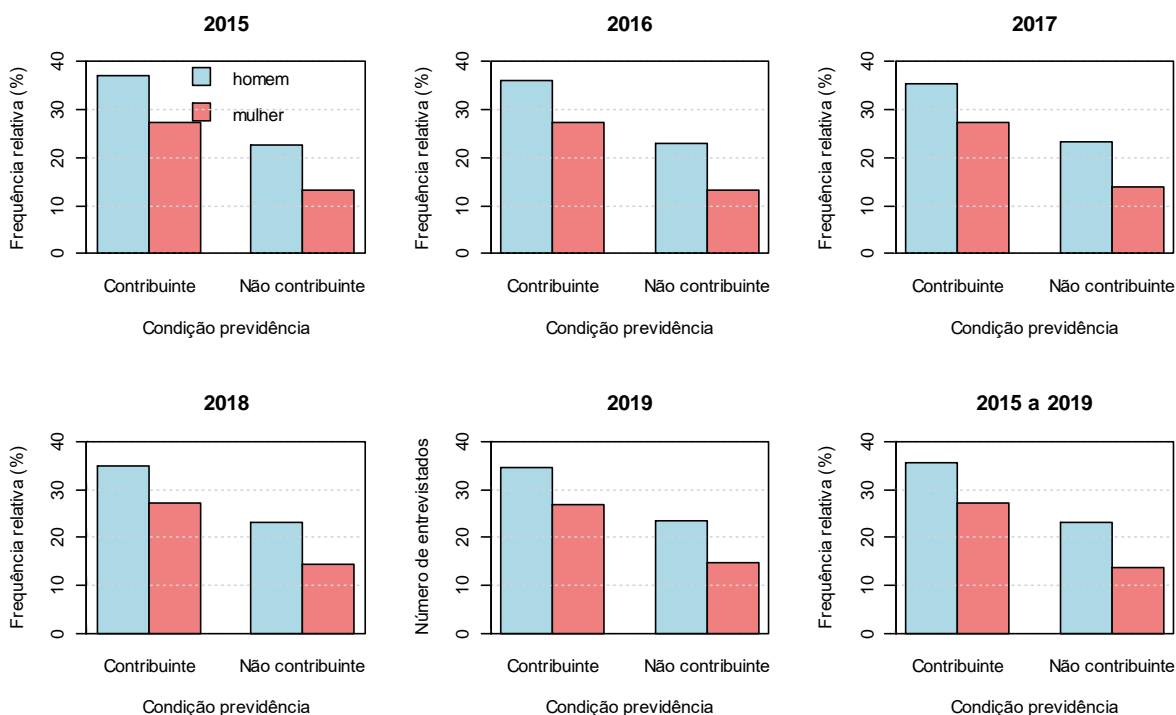 2015
Frequência relativa (%)
40
30
20
10
0
homem
mulher
Contribuinte
Não contribuinte
Condição previdência
2016
Frequência relativa (%)
40
30
20
10
0
Contribuinte
Não contribuinte
Condição previdência
2017
Frequência relativa (%)
40
30
20
10
0
Contribuinte
Não contribuinte
Condição previdência
2018
Frequência relativa (%)
40
30
20
10
0
Contribuinte
Não contribuinte
Condição previdência
2019
Número de entrevistados
40
30
20
10
0
Contribuinte
Não contribuinte
Condição previdência
2015 a 2019
Frequência relativa (%)
40
30
20
10
0
Contribuinte
Não contribuinte
Condição previdência